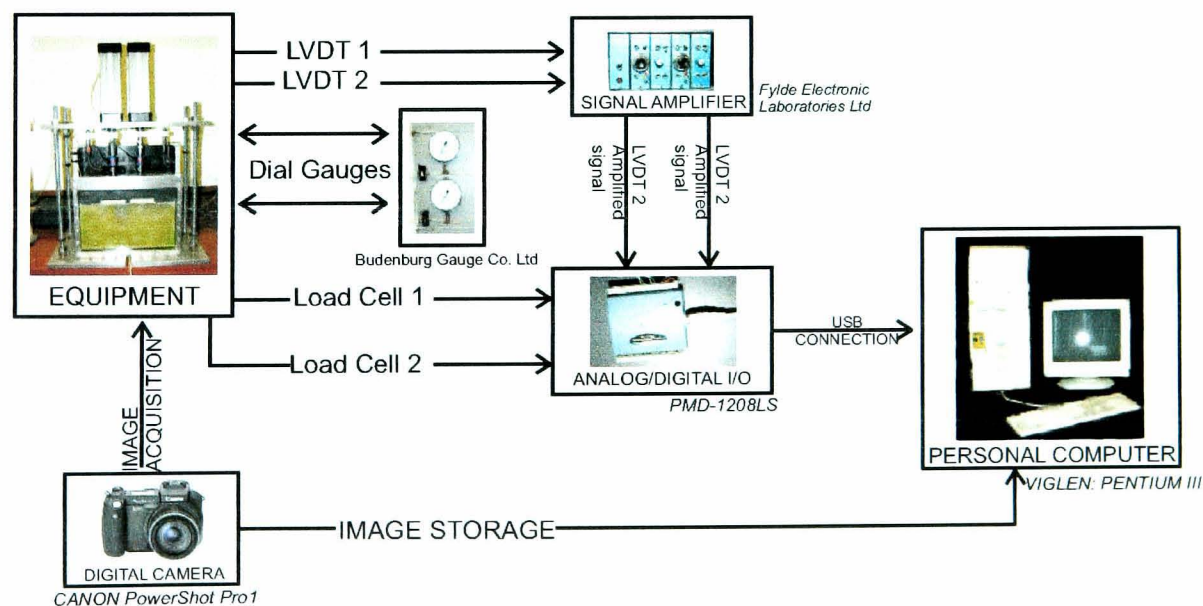 LVDT 1
LVDT 2
SIGNAL AMPLIFIER
Fylde Electronic
Laboratories Ltd
Dial Gauges
Budenburg Gauge Co. Ltd
LVDT 2
Amplified
signal
LVDT 2
Amplified
signal
EQUIPMENT
Load Cell 1
Load Cell 2
ANALOG/DIGITAL I/O
PMD-1208LS
USB
CONNECTION
PERSONAL COMPUTER
VIGLEN: PENTIUM III
IMAGE
ACQUISITION
DIGITAL CAMERA
CANON PowerShot Pro1
IMAGE STORAGE